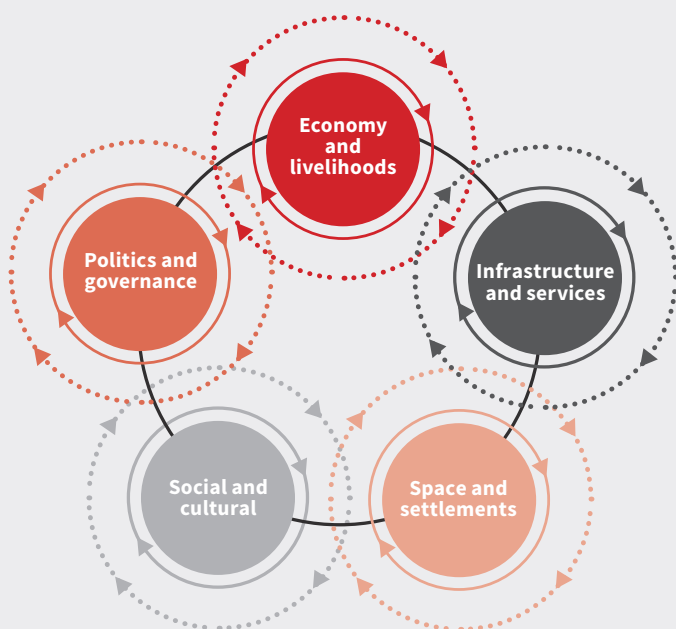 Economy
and
livelihoods
Politics and
governance
Infrastructure
and services
Social and
cultural
Space and
settlements